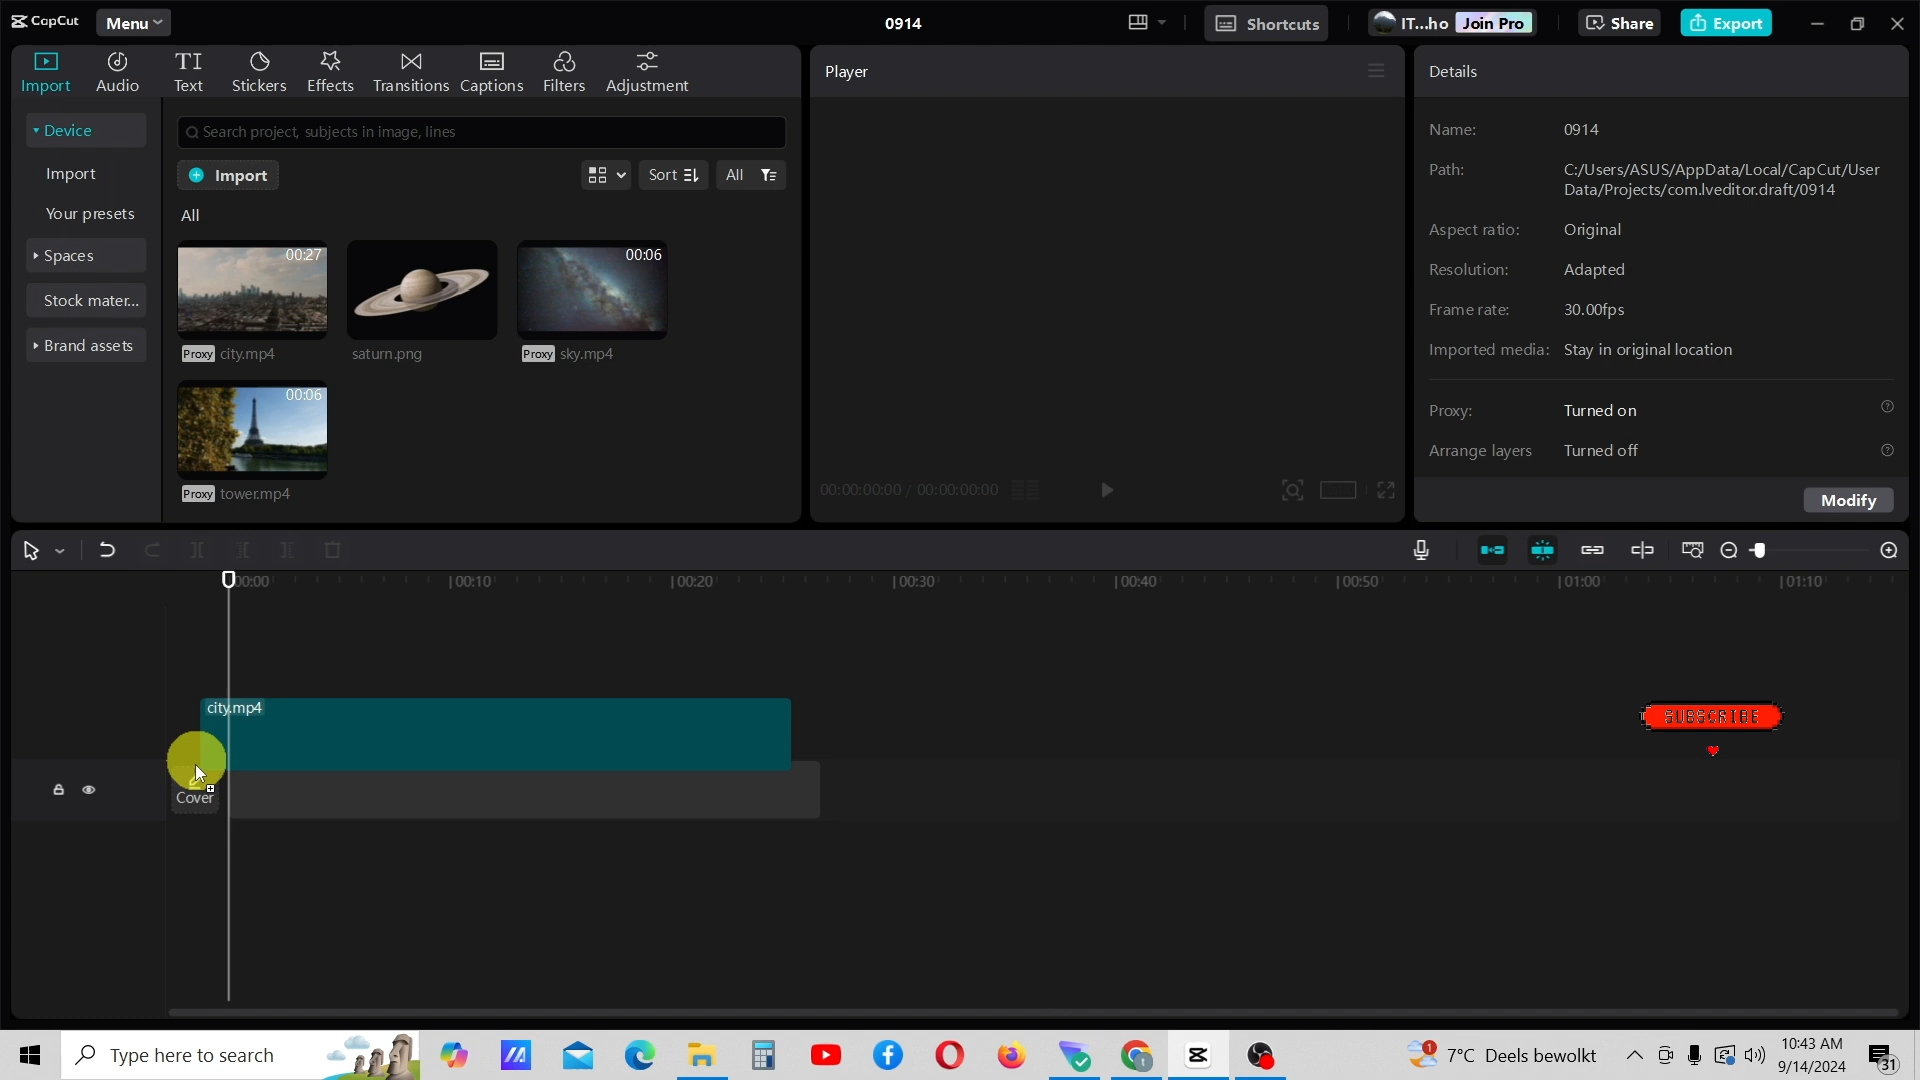 CapCut Menu 0914 Shortcuts IT...ho Join Pro Share Export
Import Audio Text Stickers Effects Transitions Captions Filters Adjustment
Device
Import
Your presets
Spaces
Stock mater...
Brand assets
Search project, subjects in image, lines
Import Sort All
All
00:27 00:06
Proxy city.mp4 saturn.png Proxy sky.mp4
00:06
Proxy tower.mp4
Player
00:00:00:00 / 00:00:00:00
Details
Name: 0914
Path: C:/Users/ASUS/AppData/Local/CapCut/User
Data/Projects/com.lveditor.draft/0914
Aspect ratio: Original
Resolution: Adapted
Frame rate: 30.00fps
Imported media: Stay in original location
Proxy: Turned on
Arrange layers Turned off
Modify
00:00 00:10 00:20 00:30 00:40 00:50 01:00 01:10
city.mp4
SUBSCRIBE
Cover
Type here to search
1 7°C Deels bewolkt
10:43 AM
9/14/2024
31